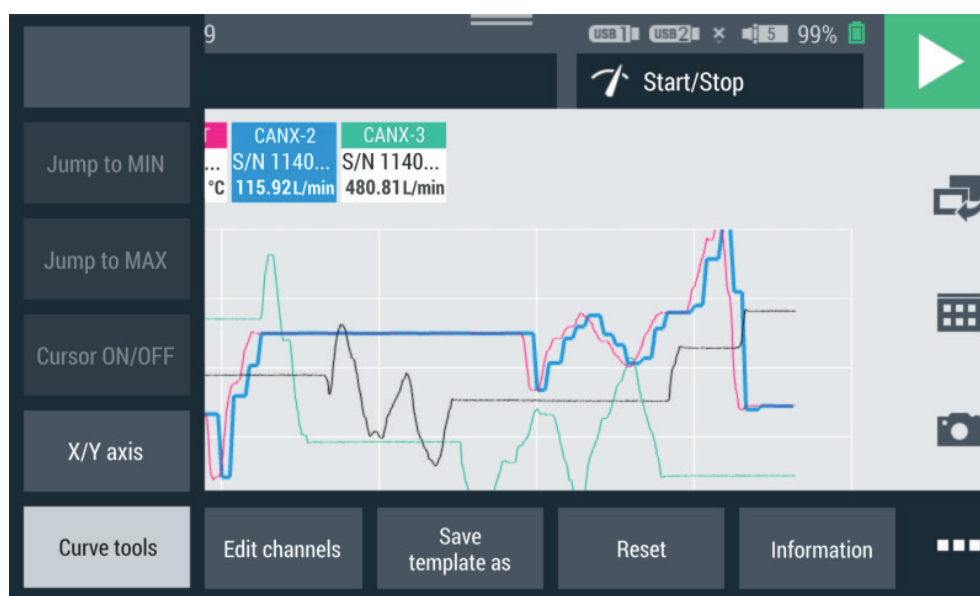 9
USB 1
USB 2
5
99%
Start/Stop
Jump to MIN
CANX-2
CANX-3
...
S/N 1140...
S/N 1140...
°C
115.92L/min
480.81L/min
Jump to MAX
Cursor ON/OFF
X/Y axis
Curve tools
Edit channels
Save
template as
Reset
Information